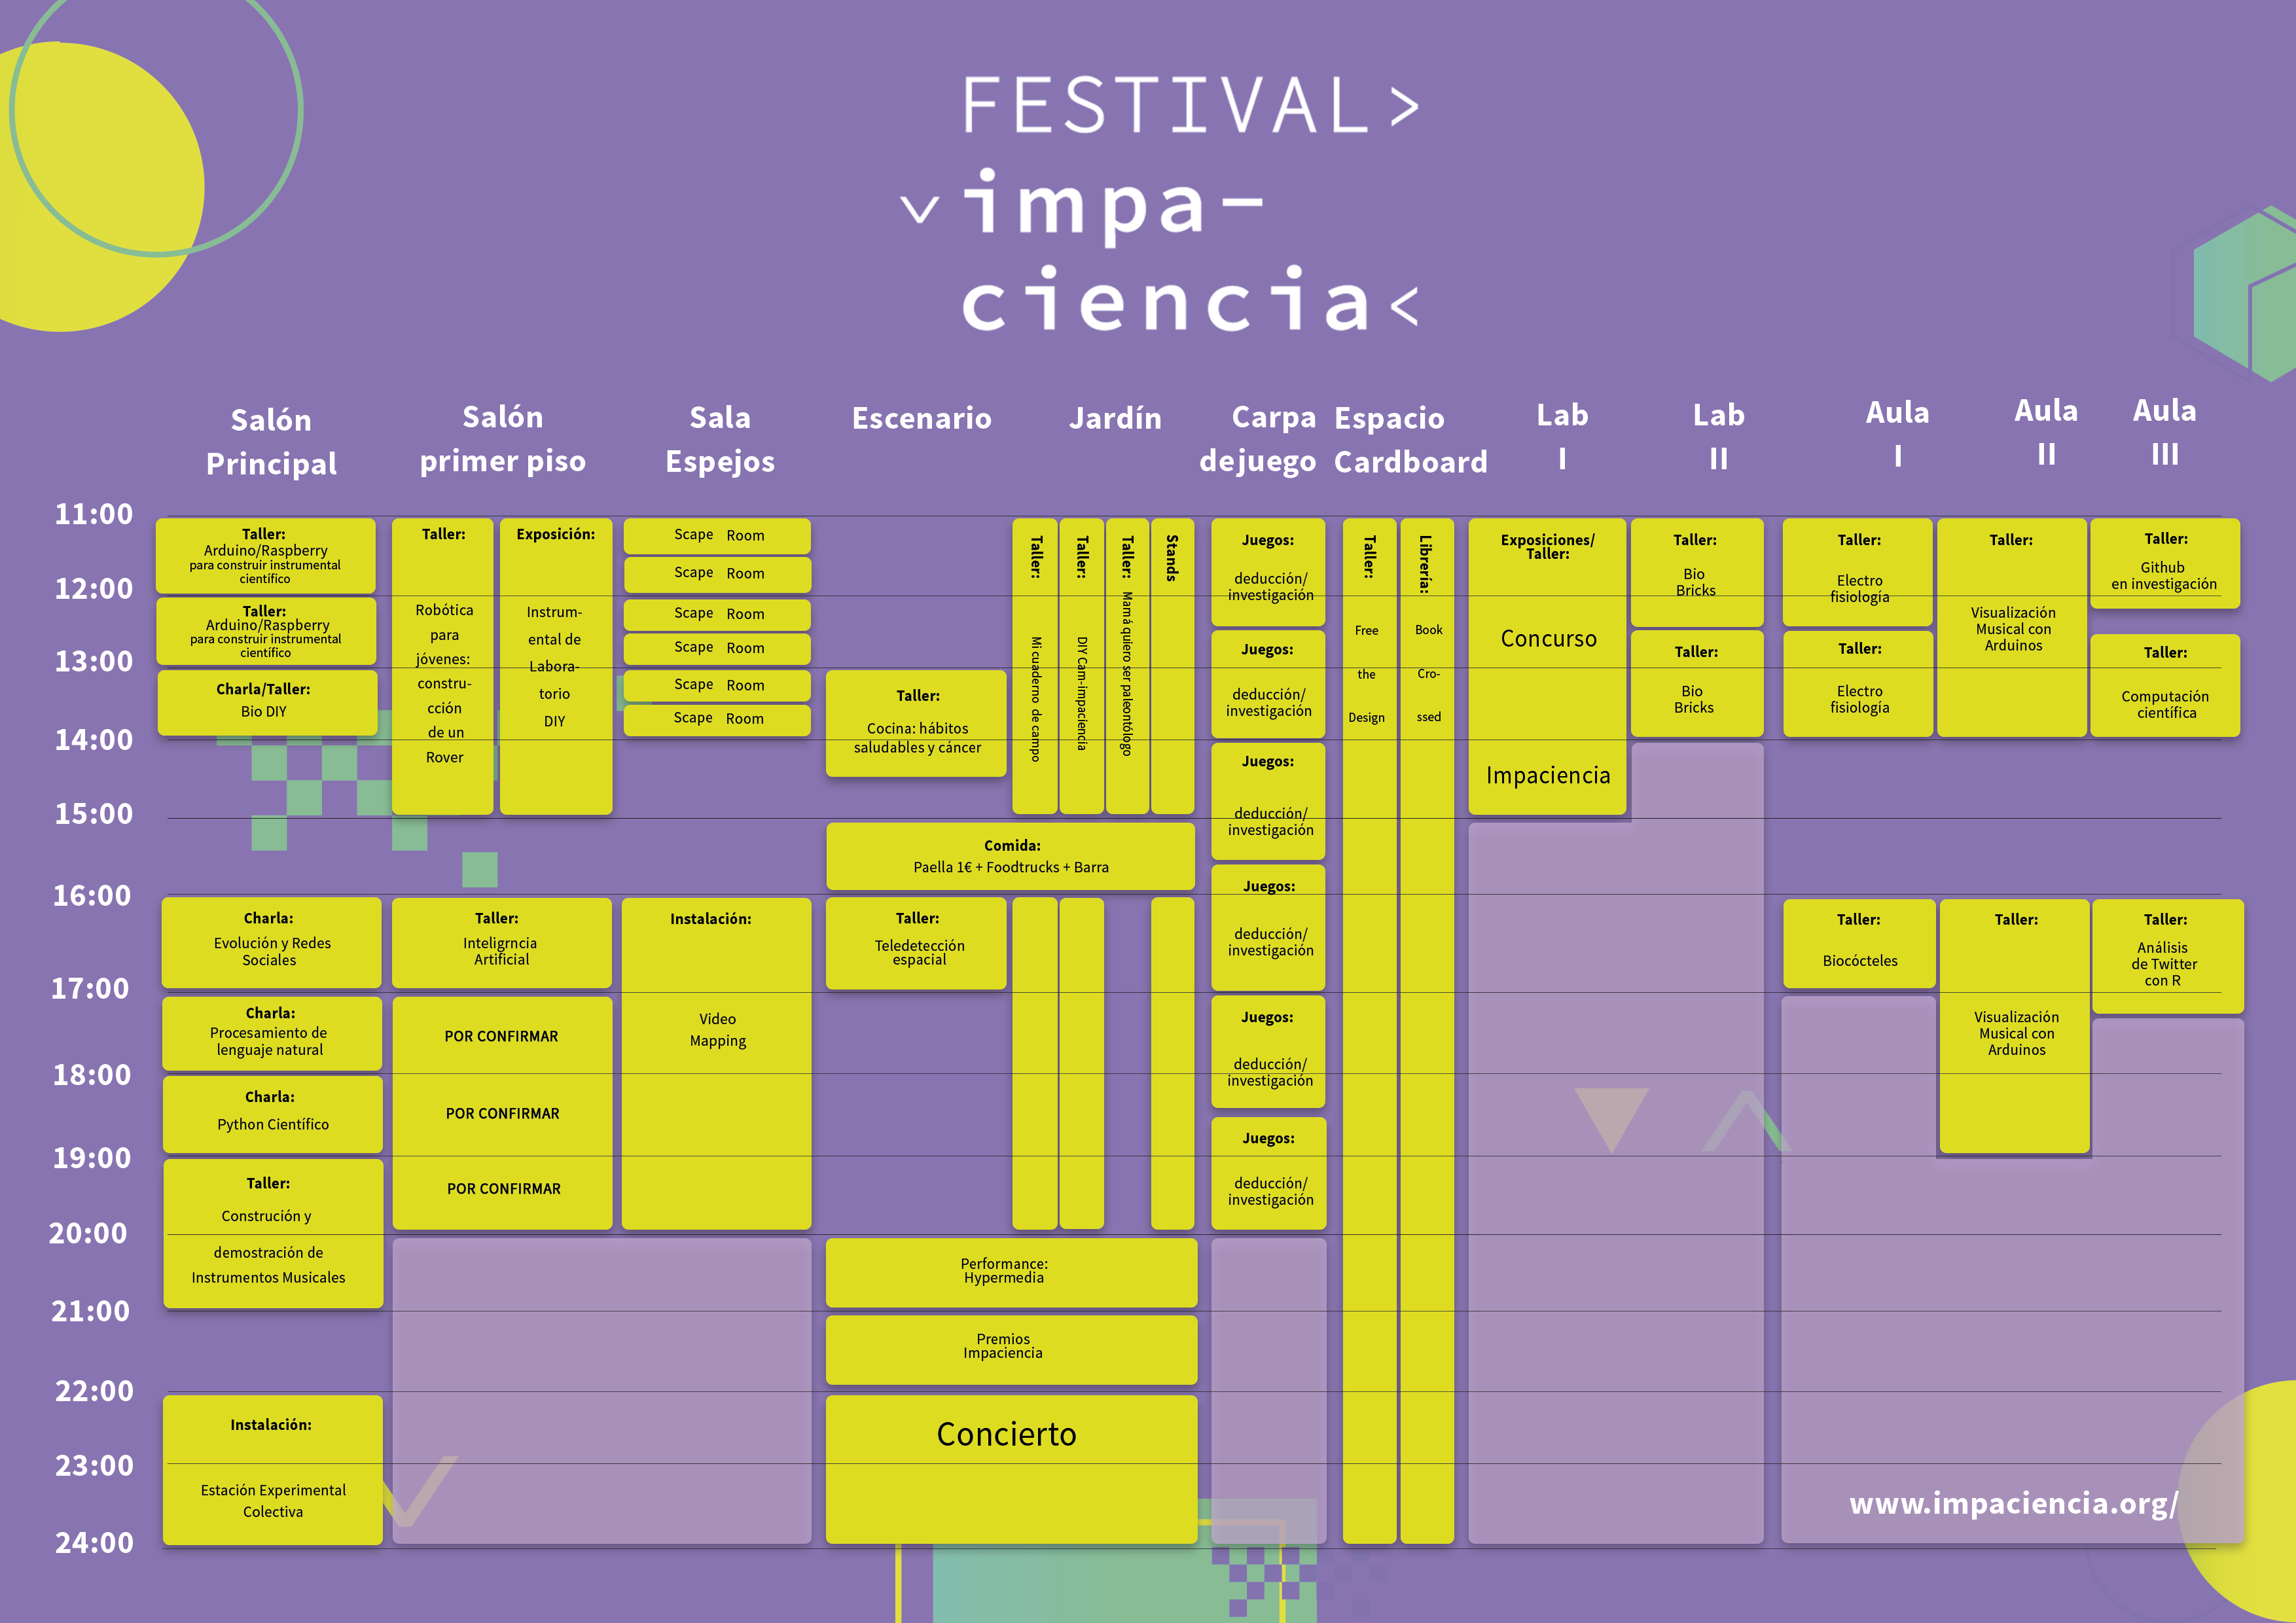 FESTIVAL>
>impa-
ciencia<
Salón
Principal
Salón
primer piso
Sala
Espejos
Escenario
Jardín
Carpa
de juego
Espacio
Cardboard
Lab
I
Lab
II
Aula
I
Aula
II
Aula
III
11:00
12:00
13:00
14:00
15:00
16:00
17:00
18:00
19:00
20:00
21:00
22:00
23:00
24:00
Taller:
Arduino/Raspberry
para construir instrumental
científico
Taller:
Arduino/Raspberry
para construir instrumental
científico
Charla/Taller:
Bio DIY
Charla:
Evolución y Redes
Sociales
Charla:
Procesamiento de
lenguaje natural
Charla:
Python Científico
Taller:
Construción y
demostración de
Instrumentos Musicales
Instalación:
Estación Experimental
Colectiva
Taller:
Robótica
para
jóvenes:
constru-
cción
de un
Rover
Exposición:
Instrum-
ental de
Labora-
torio
DIY
Taller:
Inteligrncia
Artificial
POR CONFIRMAR
POR CONFIRMAR
POR CONFIRMAR
Scape Room
Scape Room
Scape Room
Scape Room
Scape Room
Scape Room
Instalación:
Video
Mapping
Taller:
Cocina: hábitos
saludables y cáncer
Comida:
Paella 1€ + Foodtrucks + Barra
Taller:
Teledetección
espacial
Performance:
Hypermedia
Premios
Impaciencia
Concierto
Taller: Mi cuaderno de campo
Taller: DIY Cam-impaciencia
Taller: Mamá quiero ser paleontólogo
Stands
Juegos:
deducción/
investigación
Juegos:
deducción/
investigación
Juegos:
deducción/
investigación
Juegos:
deducción/
investigación
Juegos:
deducción/
investigación
Juegos:
deducción/
investigación
Taller:
Free
the
Design
Librería:
Book
Cro-
ssed
Exposiciones/
Taller:
Concurso
Impaciencia
Taller:
Bio
Bricks
Taller:
Bio
Bricks
Taller:
Electro
fisiología
Taller:
Electro
fisiología
Taller:
Biocócteles
Taller:
Visualización
Musical con
Arduinos
Taller:
Visualización
Musical con
Arduinos
Taller:
Github
en investigación
Taller:
Computación
científica
Taller:
Análisis
de Twitter
con R
www.impaciencia.org/